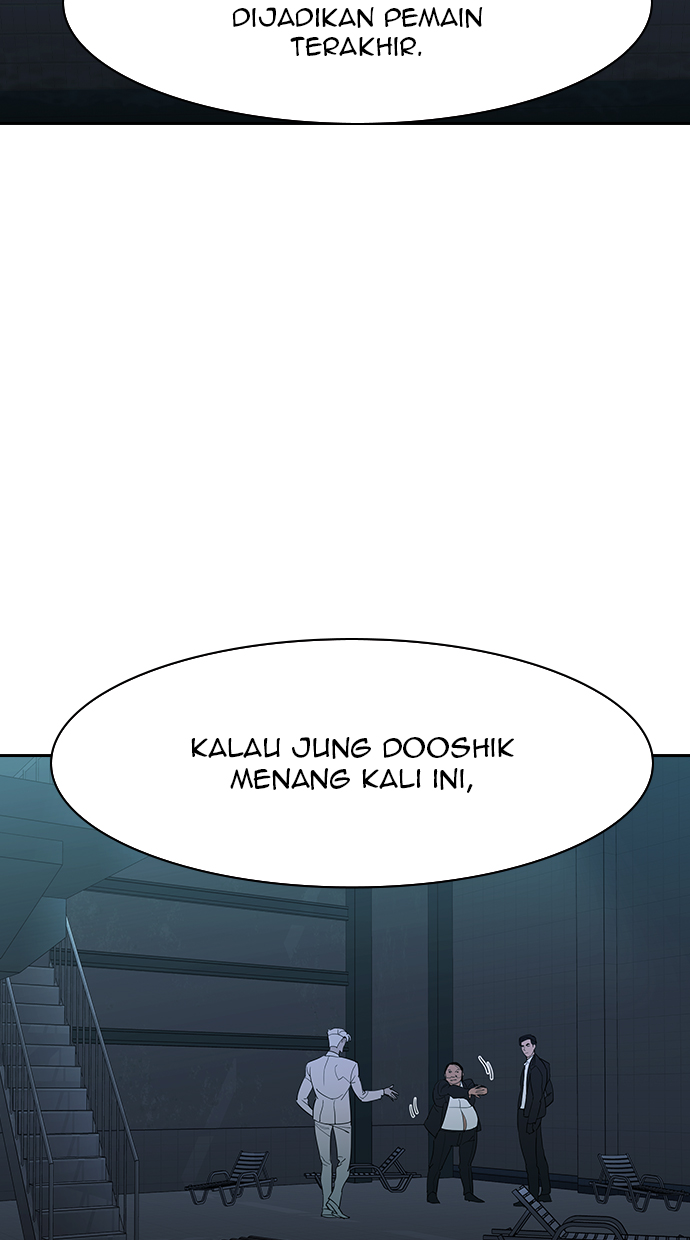 DIJADIKAN PEMAIN
TERAKHIR.
KALAU JUNG DOOSHIK
MENANG KALI INI,